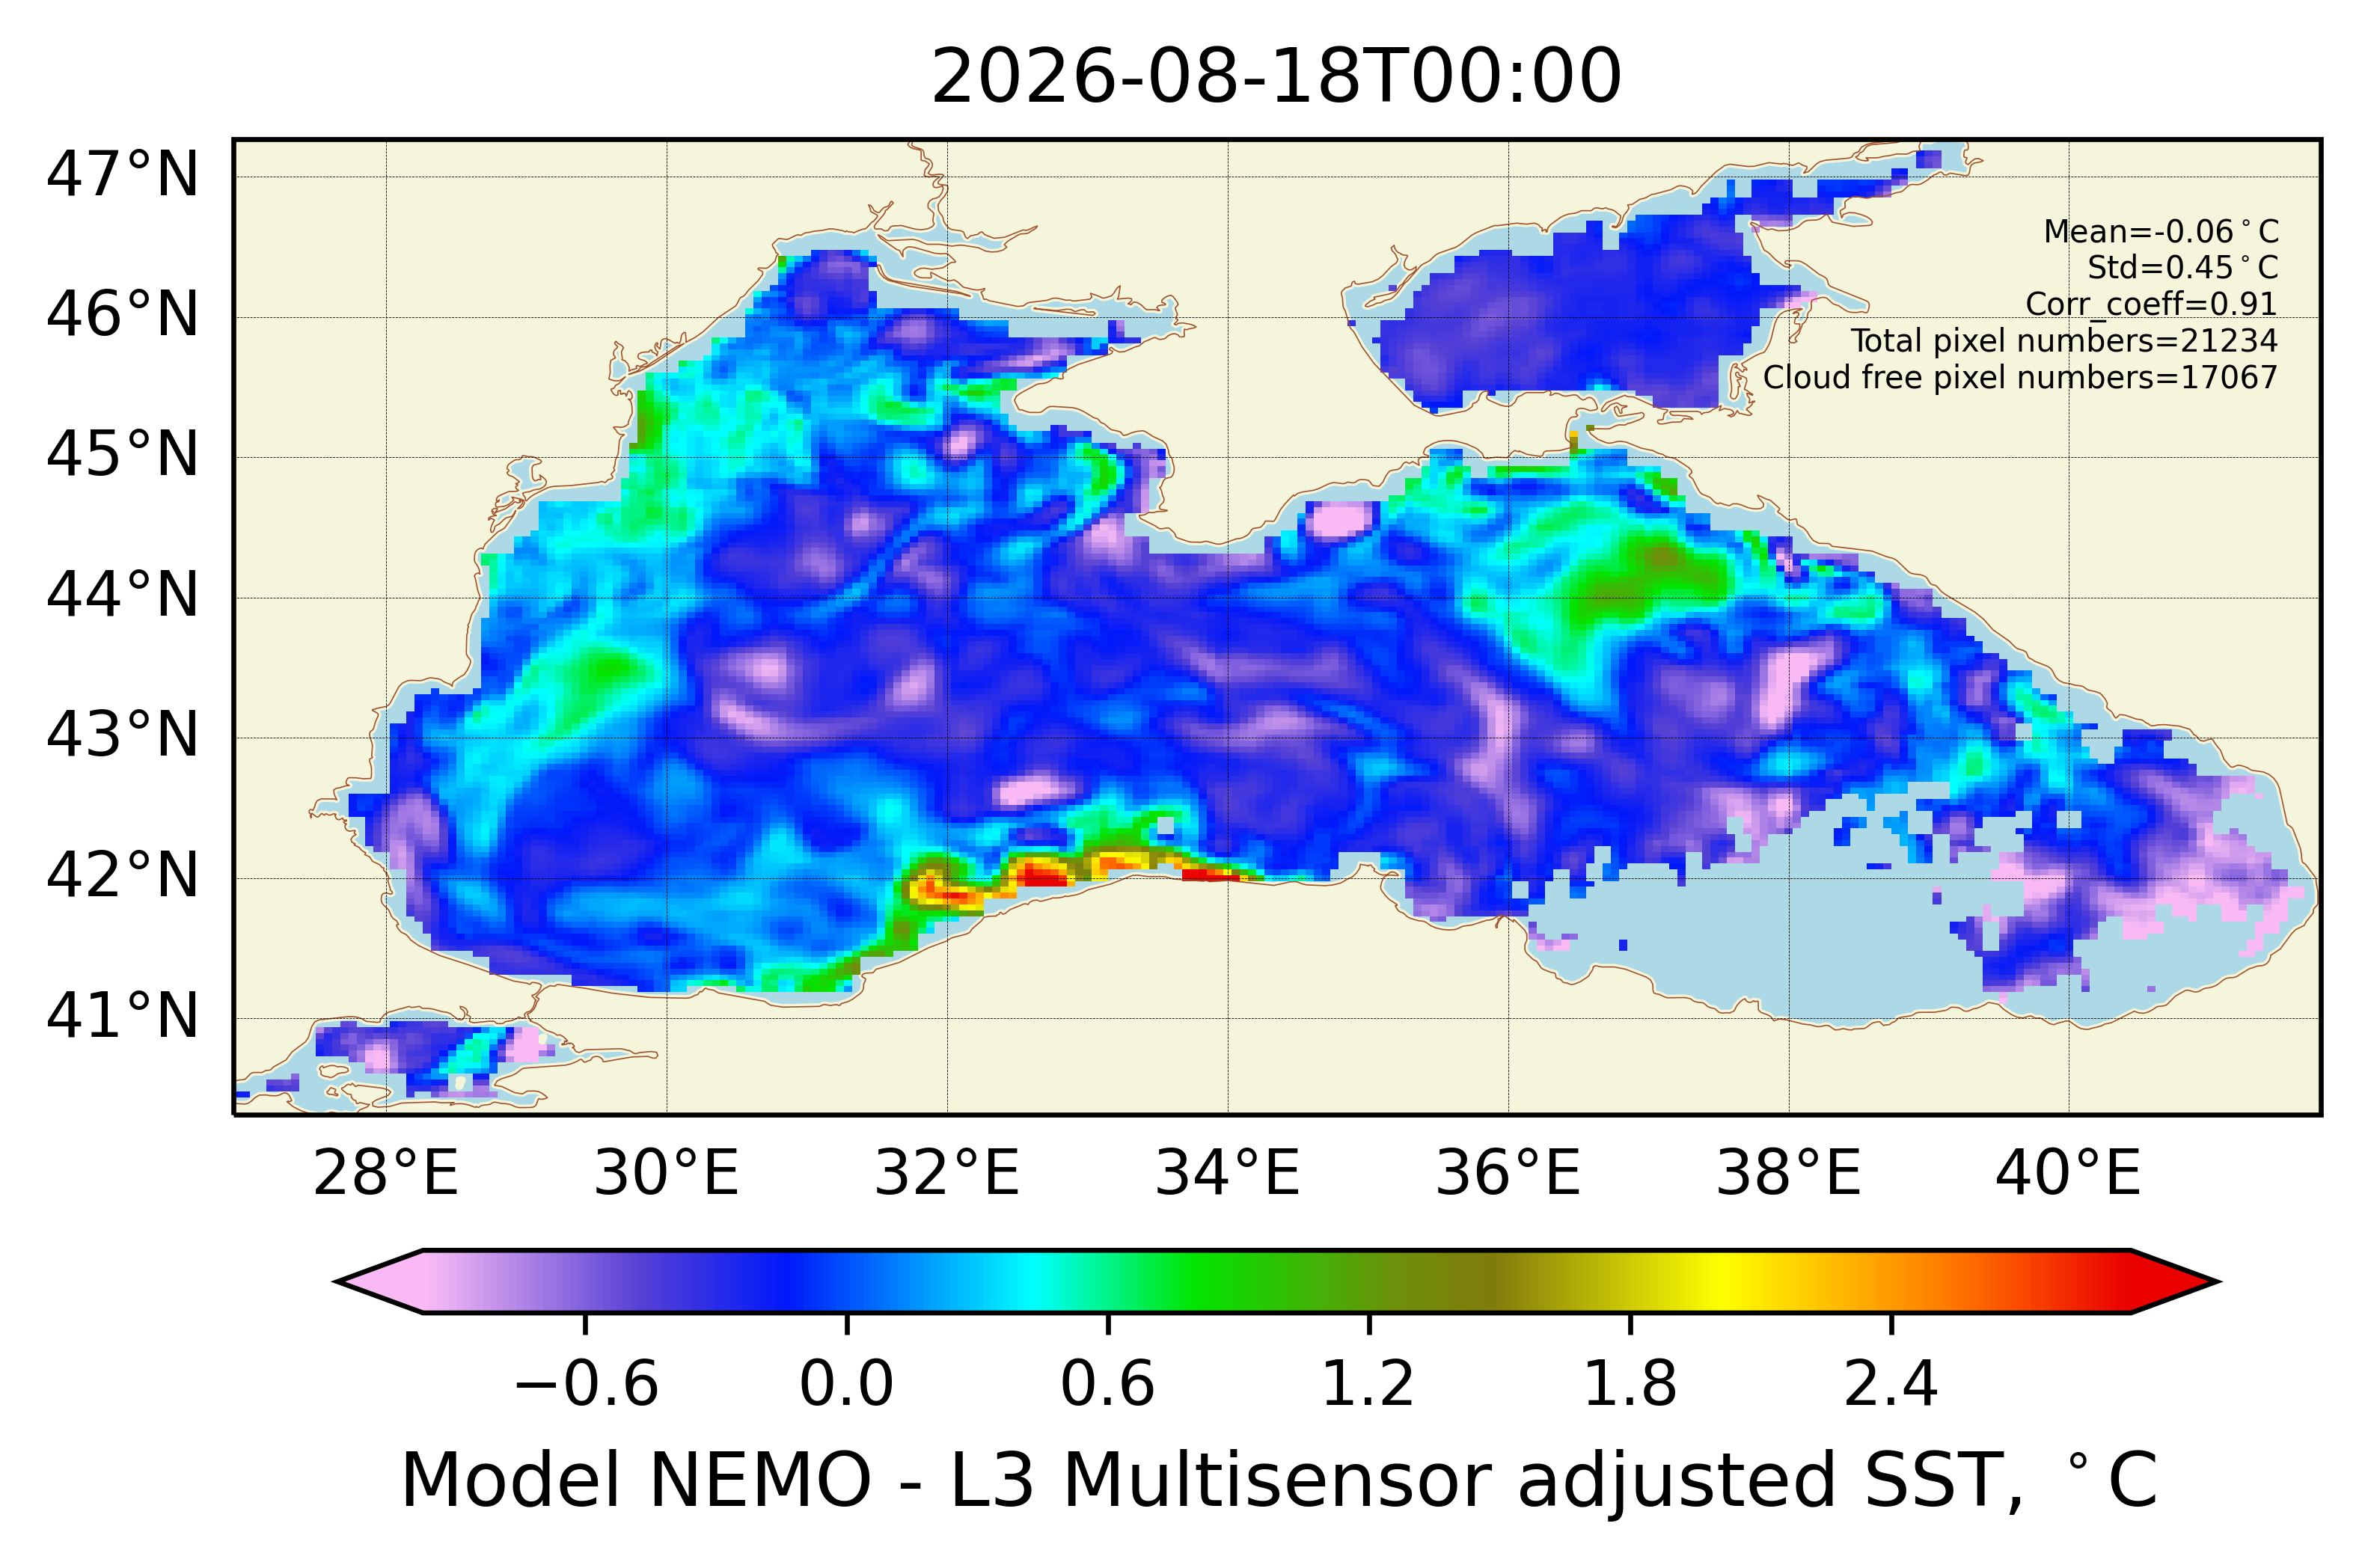 2026-08-18T00:00
47°N
46°N
45°N
44°N
43°N
42°N
41°N
Mean=-0.06°C
Std=0.45°C
Corr_coeff=0.91
Total pixel numbers=21234
Cloud free pixel numbers=17067
28°E 30°E 32°E 34°E 36°E 38°E 40°E
−0.6 0.0 0.6 1.2 1.8 2.4
Model NEMO - L3 Multisensor adjusted SST, °C